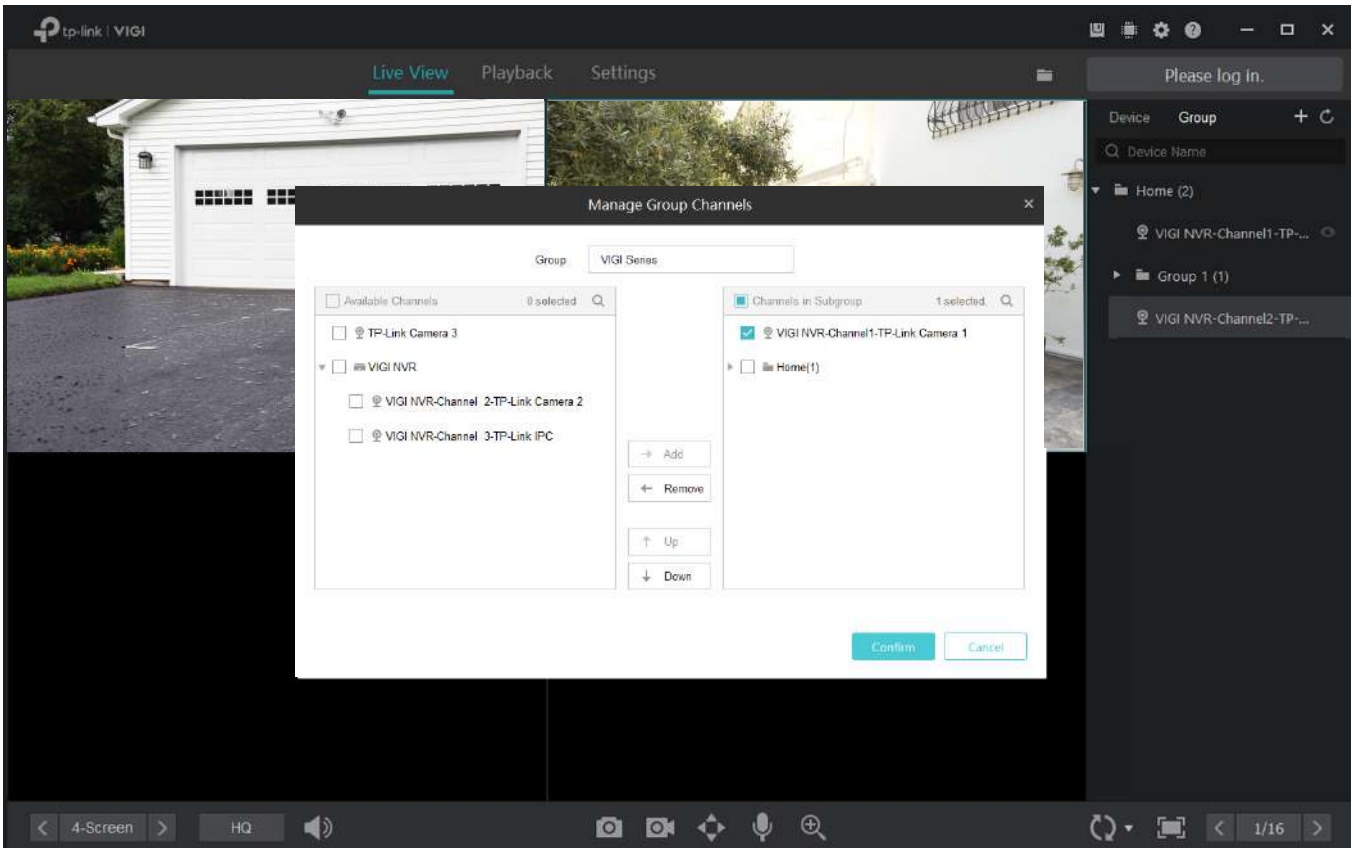 tp-link | VIGI
Live View Playback Settings
Please log in.
Device Group
Device Name
Home (2)
VIGI NVR-Channel1-TP-...
Group 1 (1)
VIGI NVR-Channel2-TP-...
Manage Group Channels
Group VIGI Series
Available Channels 0 selected
TP-Link Camera 3
VIGI NVR
VIGI NVR-Channel 2-TP-Link Camera 2
VIGI NVR-Channel 3-TP-Link IPC
Add
Remove
Up
Down
Channels in Subgroup 1 selected
VIGI NVR-Channel1-TP-Link Camera 1
Home(1)
Confirm Cancel
4-Screen HQ 1/16